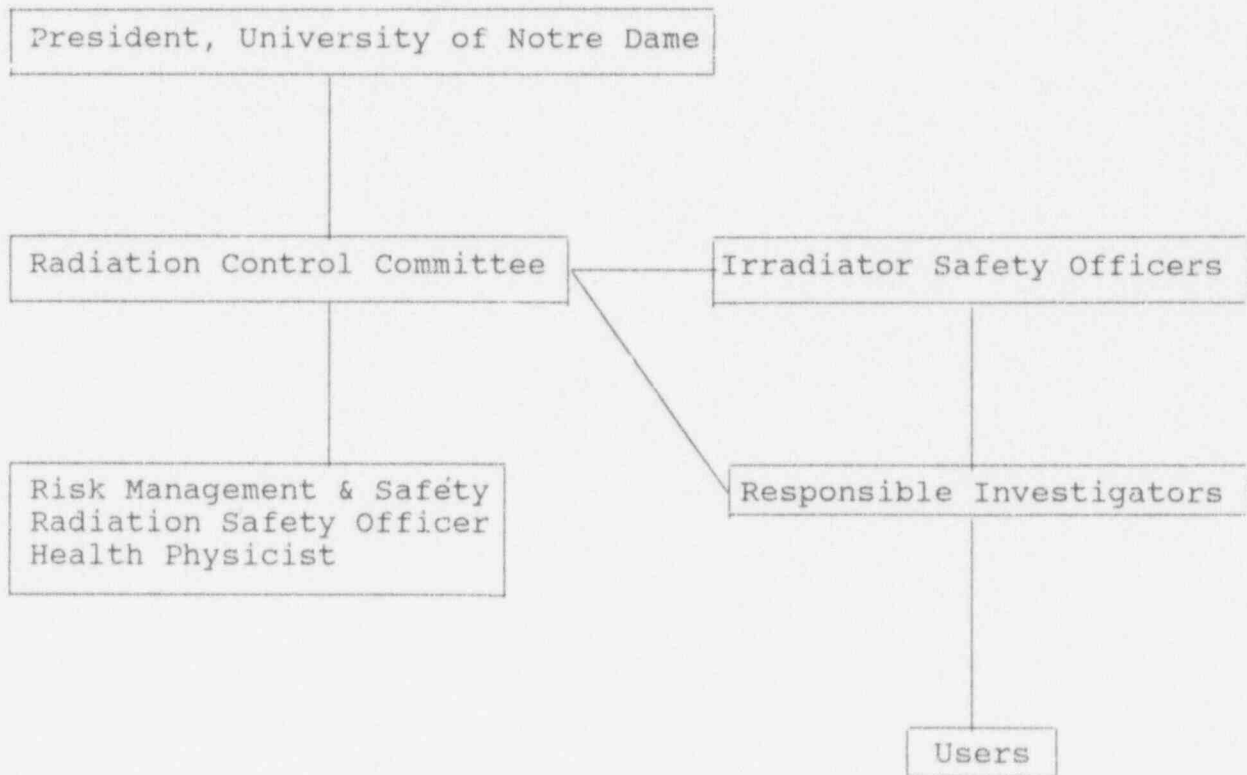 President, University of Notre Dame
Radiation Control Committee
Irradiator Safety Officers
Risk Management & Safety
Radiation Safety Officer
Health Physicist
Responsible Investigators
Users